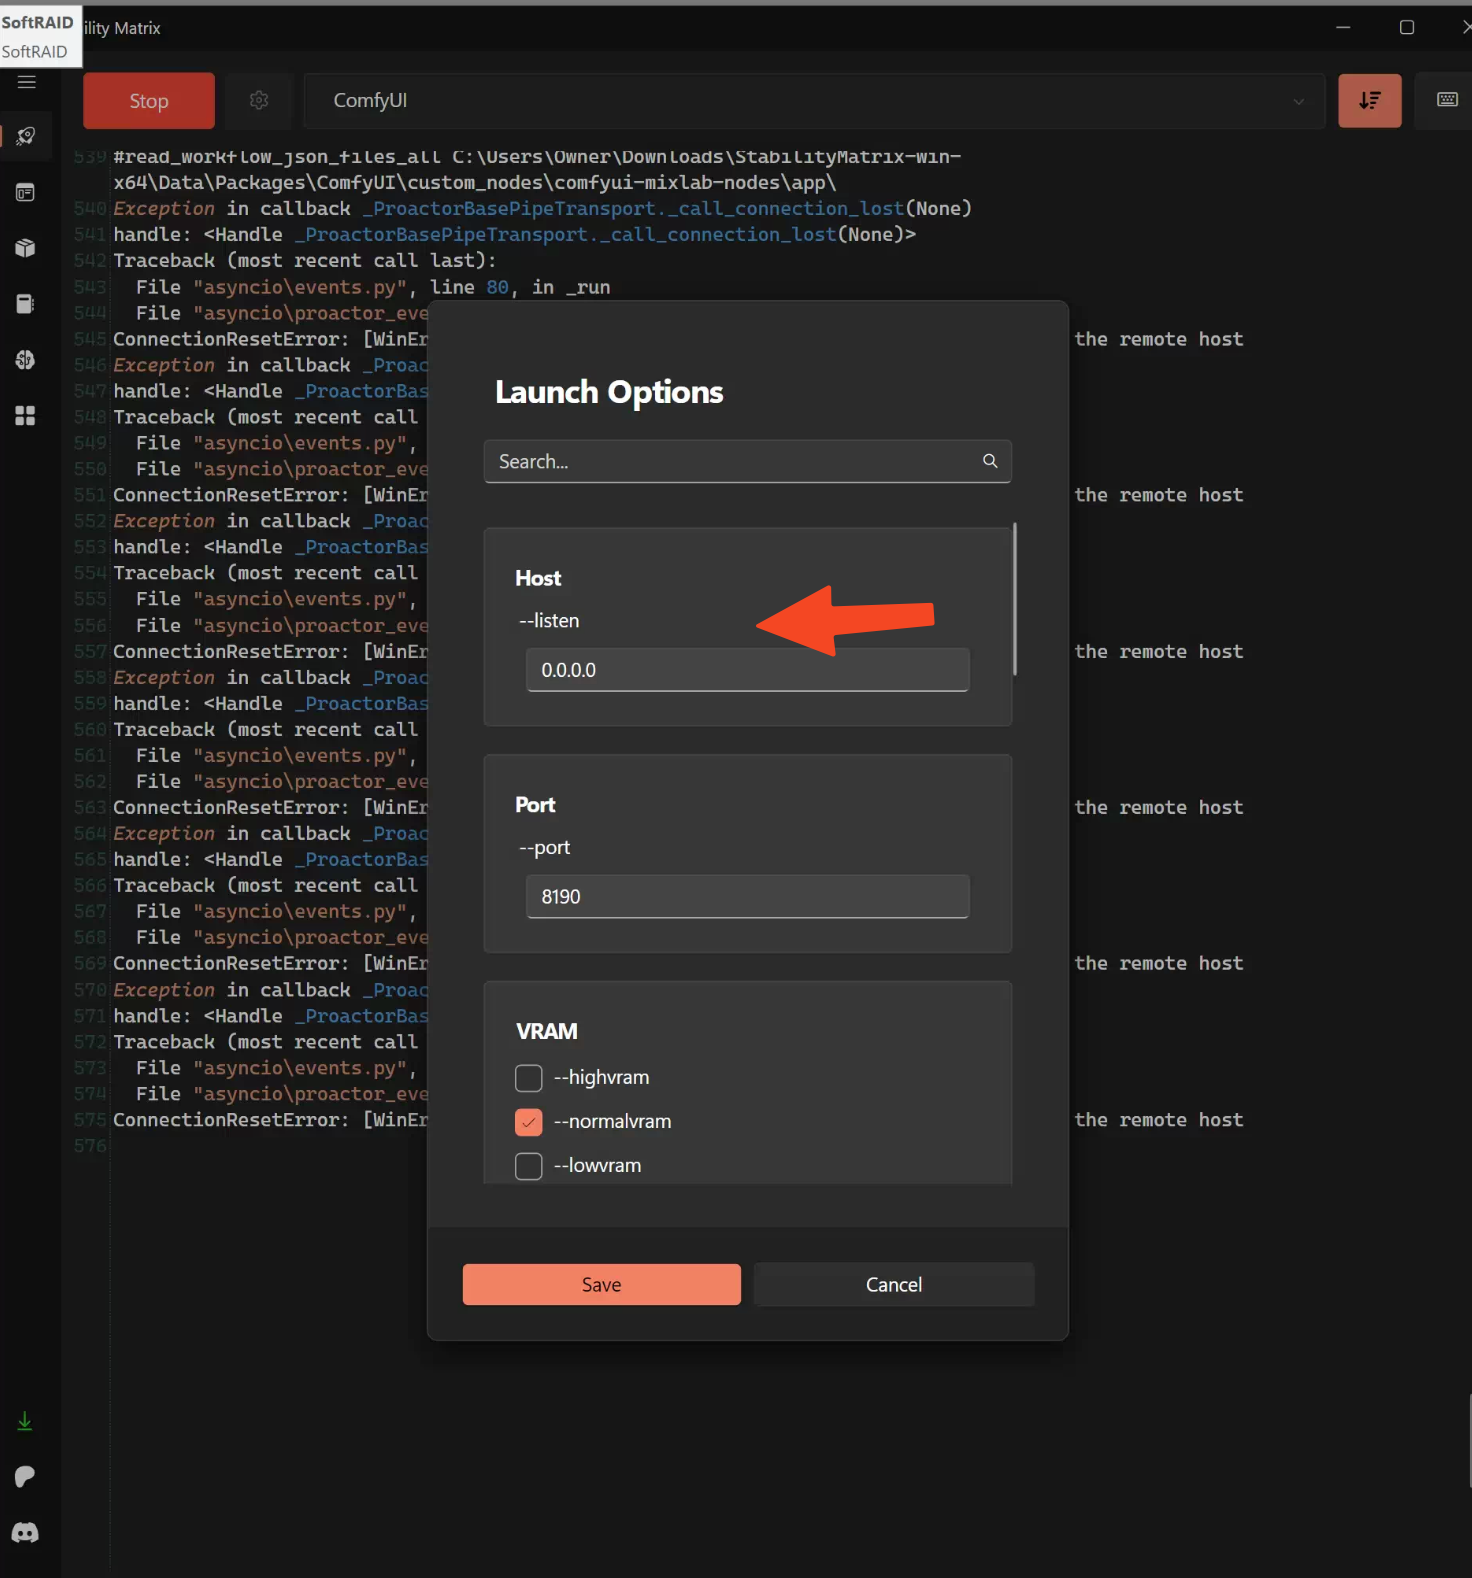 SoftRAID
SoftRAID
ility Matrix
Stop
ComfyUI
539 #read_workflow_json_files_all C:\Users\Owner\Downloads\StabilityMatrix-win-
x64\Data\Packages\ComfyUI\custom_nodes\comfyui-mixlab-nodes\app\
540 Exception in callback _ProactorBasePipeTransport._call_connection_lost(None)
541 handle: <Handle _ProactorBasePipeTransport._call_connection_lost(None)>
542 Traceback (most recent call last):
543 File "asyncio\events.py", line 80, in _run
544 File "asyncio\proactor_eve
545 ConnectionResetError: [WinEr the remote host
546 Exception in callback _Proac
547 handle: <Handle _ProactorBas
548 Traceback (most recent call
549 File "asyncio\events.py",
550 File "asyncio\proactor_eve
551 ConnectionResetError: [WinEr the remote host
552 Exception in callback _Proac
553 handle: <Handle _ProactorBas
554 Traceback (most recent call
555 File "asyncio\events.py",
556 File "asyncio\proactor_eve
557 ConnectionResetError: [WinEr the remote host
558 Exception in callback _Proac
559 handle: <Handle _ProactorBas
560 Traceback (most recent call
561 File "asyncio\events.py",
562 File "asyncio\proactor_eve
563 ConnectionResetError: [WinEr the remote host
564 Exception in callback _Proac
565 handle: <Handle _ProactorBas
566 Traceback (most recent call
567 File "asyncio\events.py",
568 File "asyncio\proactor_eve
569 ConnectionResetError: [WinEr the remote host
570 Exception in callback _Proac
571 handle: <Handle _ProactorBas
572 Traceback (most recent call
573 File "asyncio\events.py",
574 File "asyncio\proactor_eve
575 ConnectionResetError: [WinEr the remote host
576
Launch Options
Search...
Host
--listen
0.0.0.0
Port
--port
8190
VRAM
--highvram
--normalvram
--lowvram
Save
Cancel